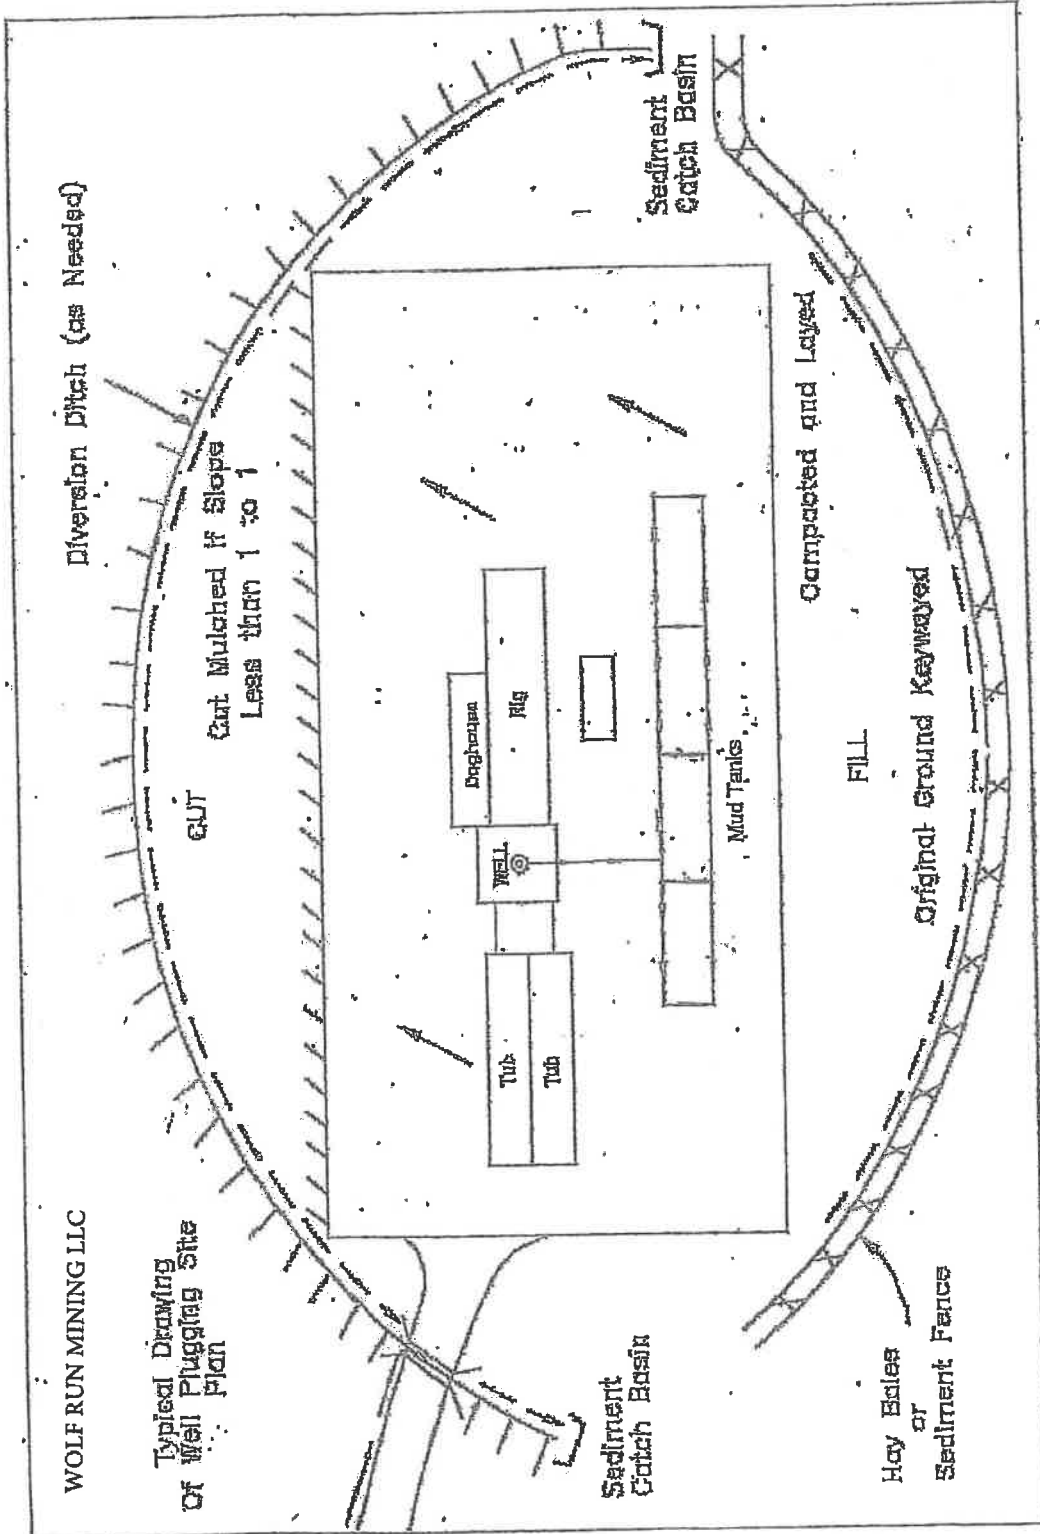 WOLF RUN MINING LLC
Typical Drawing
Of Well Plugging Site
Plan
Diversion Ditch (as Needed)
CUT
Cut Mulched if Slope
Less than 1 to 1
Sediment
Catch Basin
Doghouse
Rig
WELL
Tub
Tub
Mud Tanks
Compacted and Layed
FILL
Original Ground Keywayed
Sediment
Catch Basin
Hay Bales
or
Sediment Fence